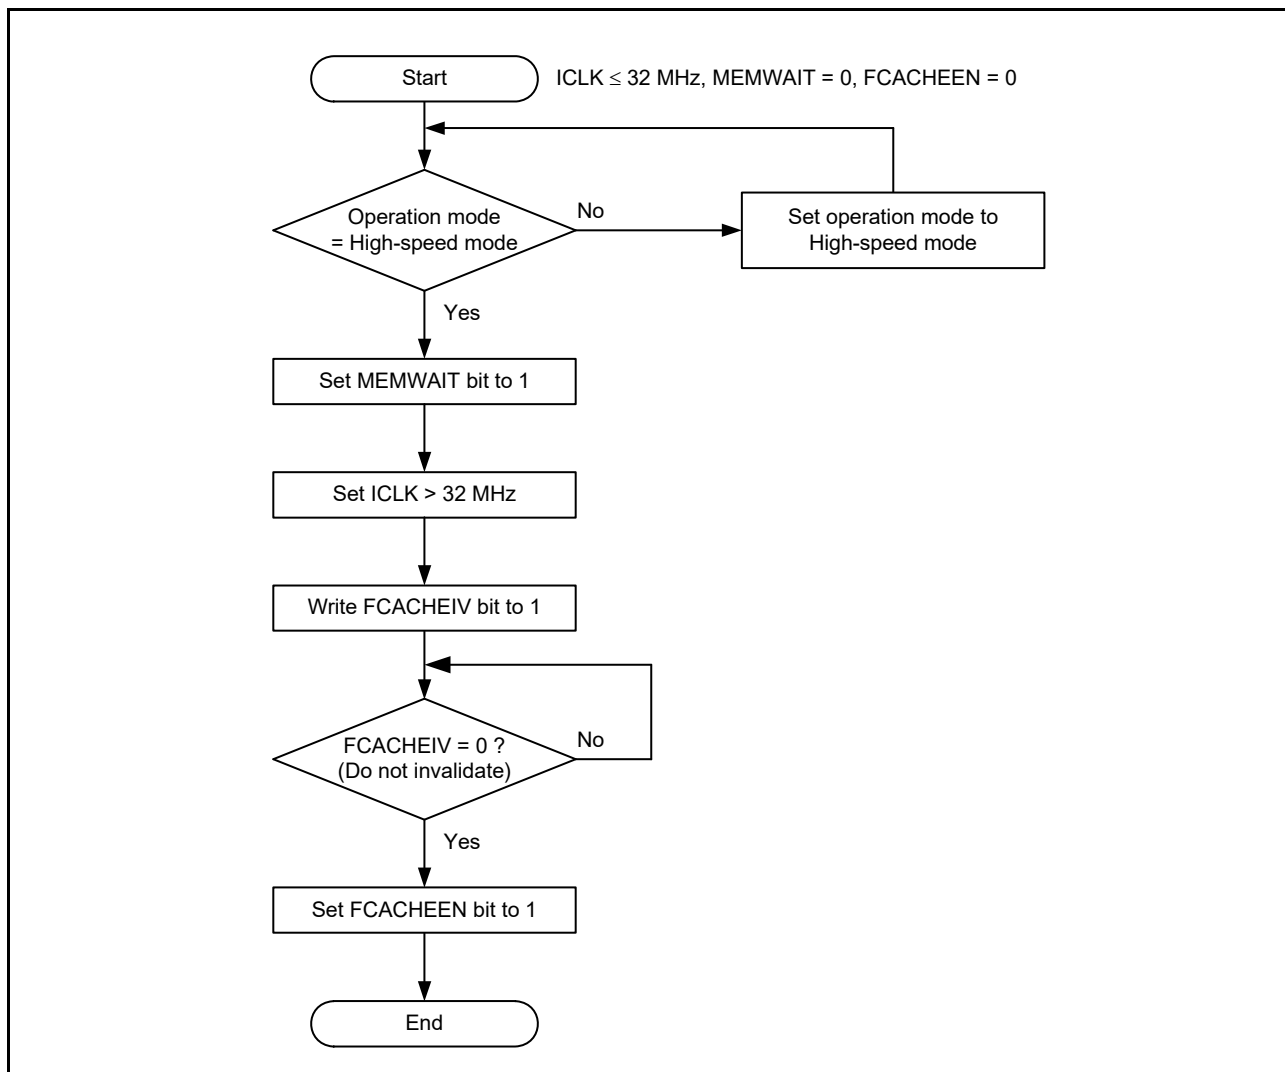 Start
ICLK ≤ 32 MHz, MEMWAIT = 0, FCACHEEN = 0
Operation mode
= High-speed mode
No
Set operation mode to
High-speed mode
Yes
Set MEMWAIT bit to 1
Set ICLK > 32 MHz
Write FCACHEIV bit to 1
FCACHEIV = 0 ?
(Do not invalidate)
No
Yes
Set FCACHEEN bit to 1
End